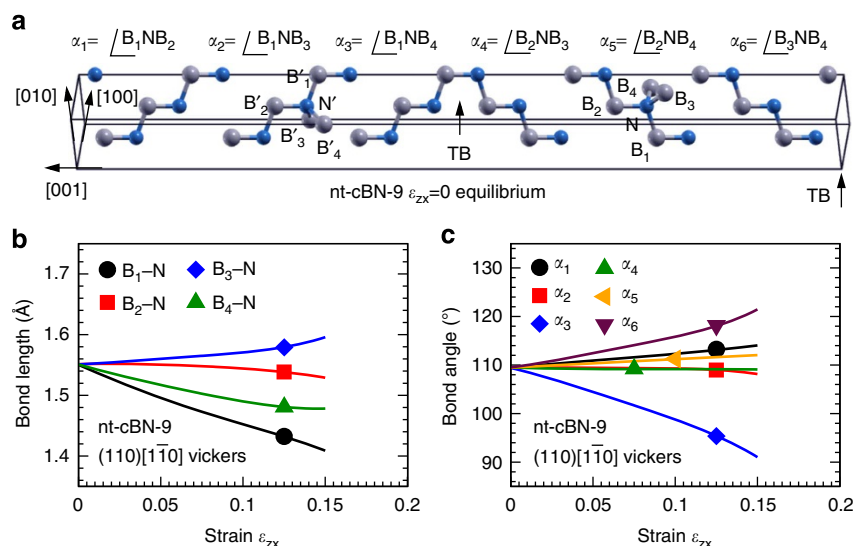 a
α₁= ∠B₁NB₂ α₂= ∠B₁NB₃ α₃= ∠B₁NB₄ α₄= ∠B₂NB₃ α₅= ∠B₂NB₄ α₆= ∠B₃NB₄
[010] [100] B′₁ B′₂ N′ B′₃ B′₄ TB B₄ B₂ B₃ N B₁
[001] nt-cBN-9 εzx=0 equilibrium TB
b
1.7
1.6
1.5
1.4
Bond length (Å)
B₁–N B₃–N
B₂–N B₄–N
nt-cBN-9
(110)[11̅0] vickers
0 0.05 0.1 0.15 0.2
Strain εzx
c
130
120
110
100
90
Bond angle (°)
α₁ α₄
α₂ α₅
α₃ α₆
nt-cBN-9
(110)[11̅0] vickers
0 0.05 0.1 0.15 0.2
Strain εzx